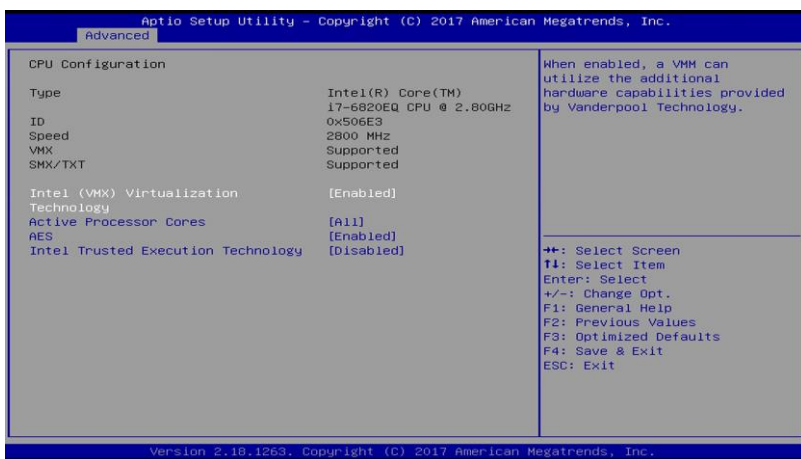 Aptio Setup Utility – Copyright (C) 2017 American Megatrends, Inc.
Advanced
CPU Configuration
Type Intel(R) Core(TM)
i7-6820EQ CPU @ 2.80GHz
ID 0x506E3
Speed 2800 MHz
VMX Supported
SMX/TXT Supported
Intel (VMX) Virtualization [Enabled]
Technology
Active Processor Cores [All]
AES [Enabled]
Intel Trusted Execution Technology [Disabled]
When enabled, a VMM can
utilize the additional
hardware capabilities provided
by Vanderpool Technology.
→←: Select Screen
↑↓: Select Item
Enter: Select
+/-: Change Opt.
F1: General Help
F2: Previous Values
F3: Optimized Defaults
F4: Save & Exit
ESC: Exit
Version 2.18.1263. Copyright (C) 2017 American Megatrends, Inc.